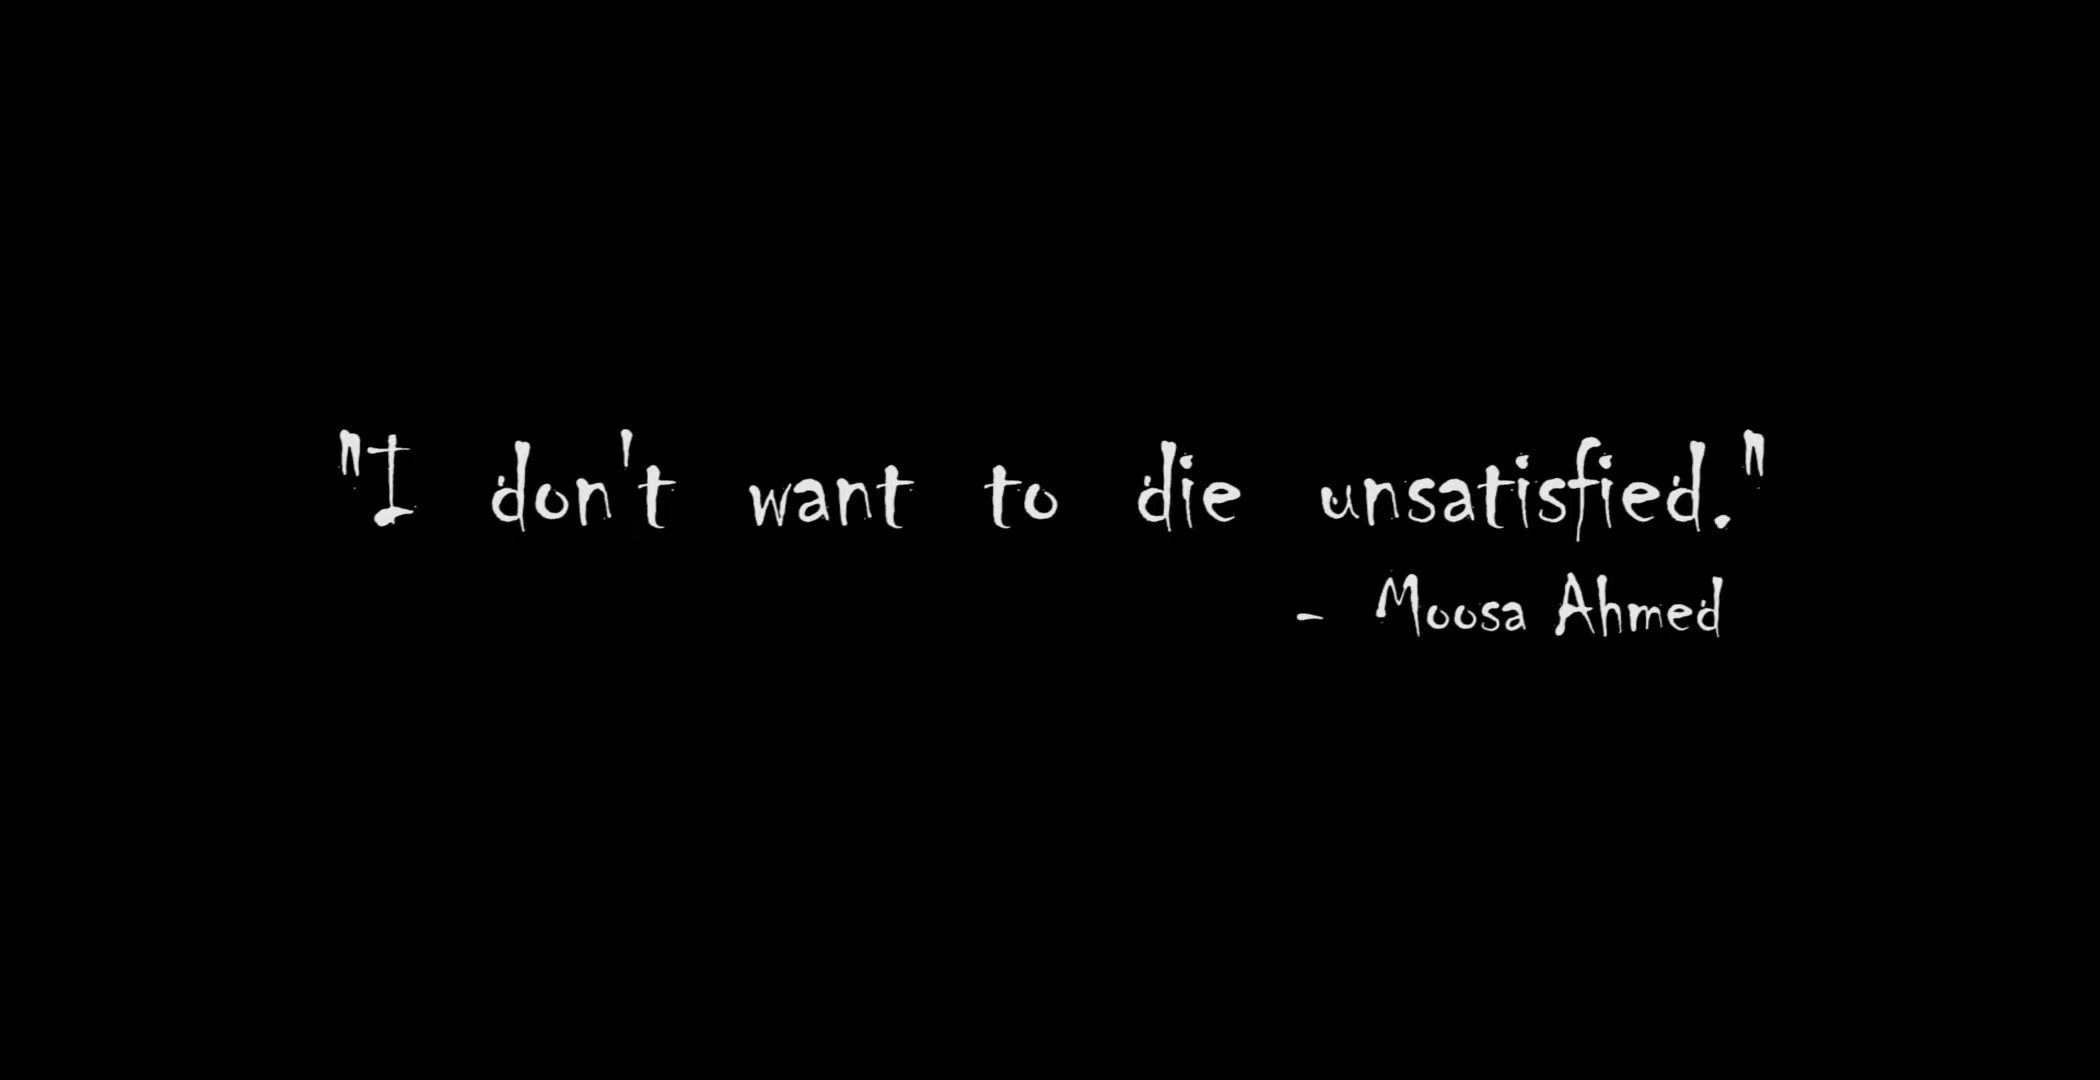 "I don't want to die unsatisfied."
- Moosa Ahmed